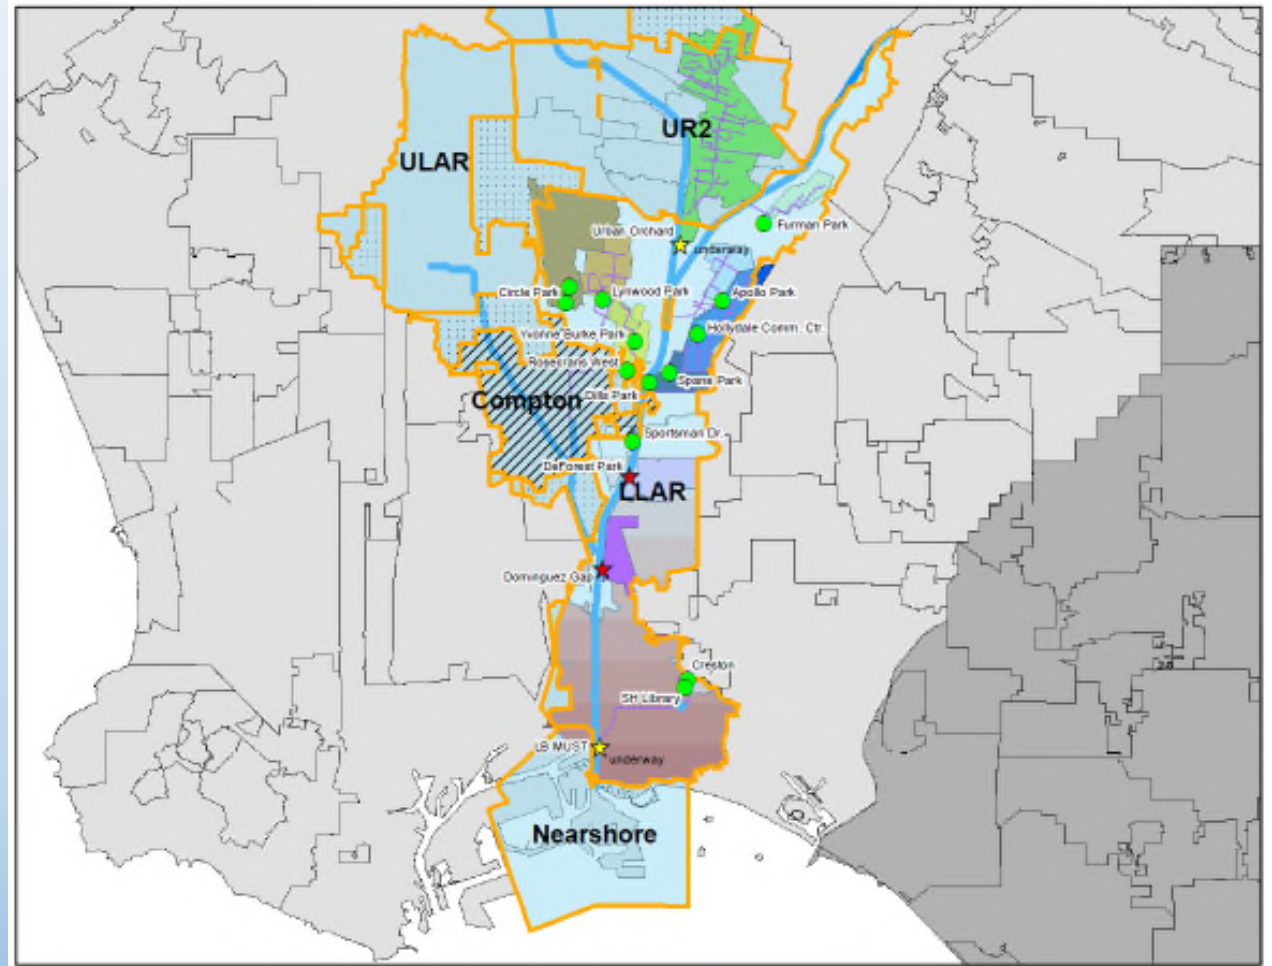 UR2
ULAR
Urban Orchard
Furman Park
underway
Circle Park
Lynwood Park
Apollo Park
Yvonne Burke Park
Hollydale Comm. Ctr.
Rosecrans West
Spane Park
Compton
Dills Park
Sportsman Dr.
DeForest Park
LLAR
Dominguez Gap
Creston
SH Library
LB MUST
underway
Nearshore